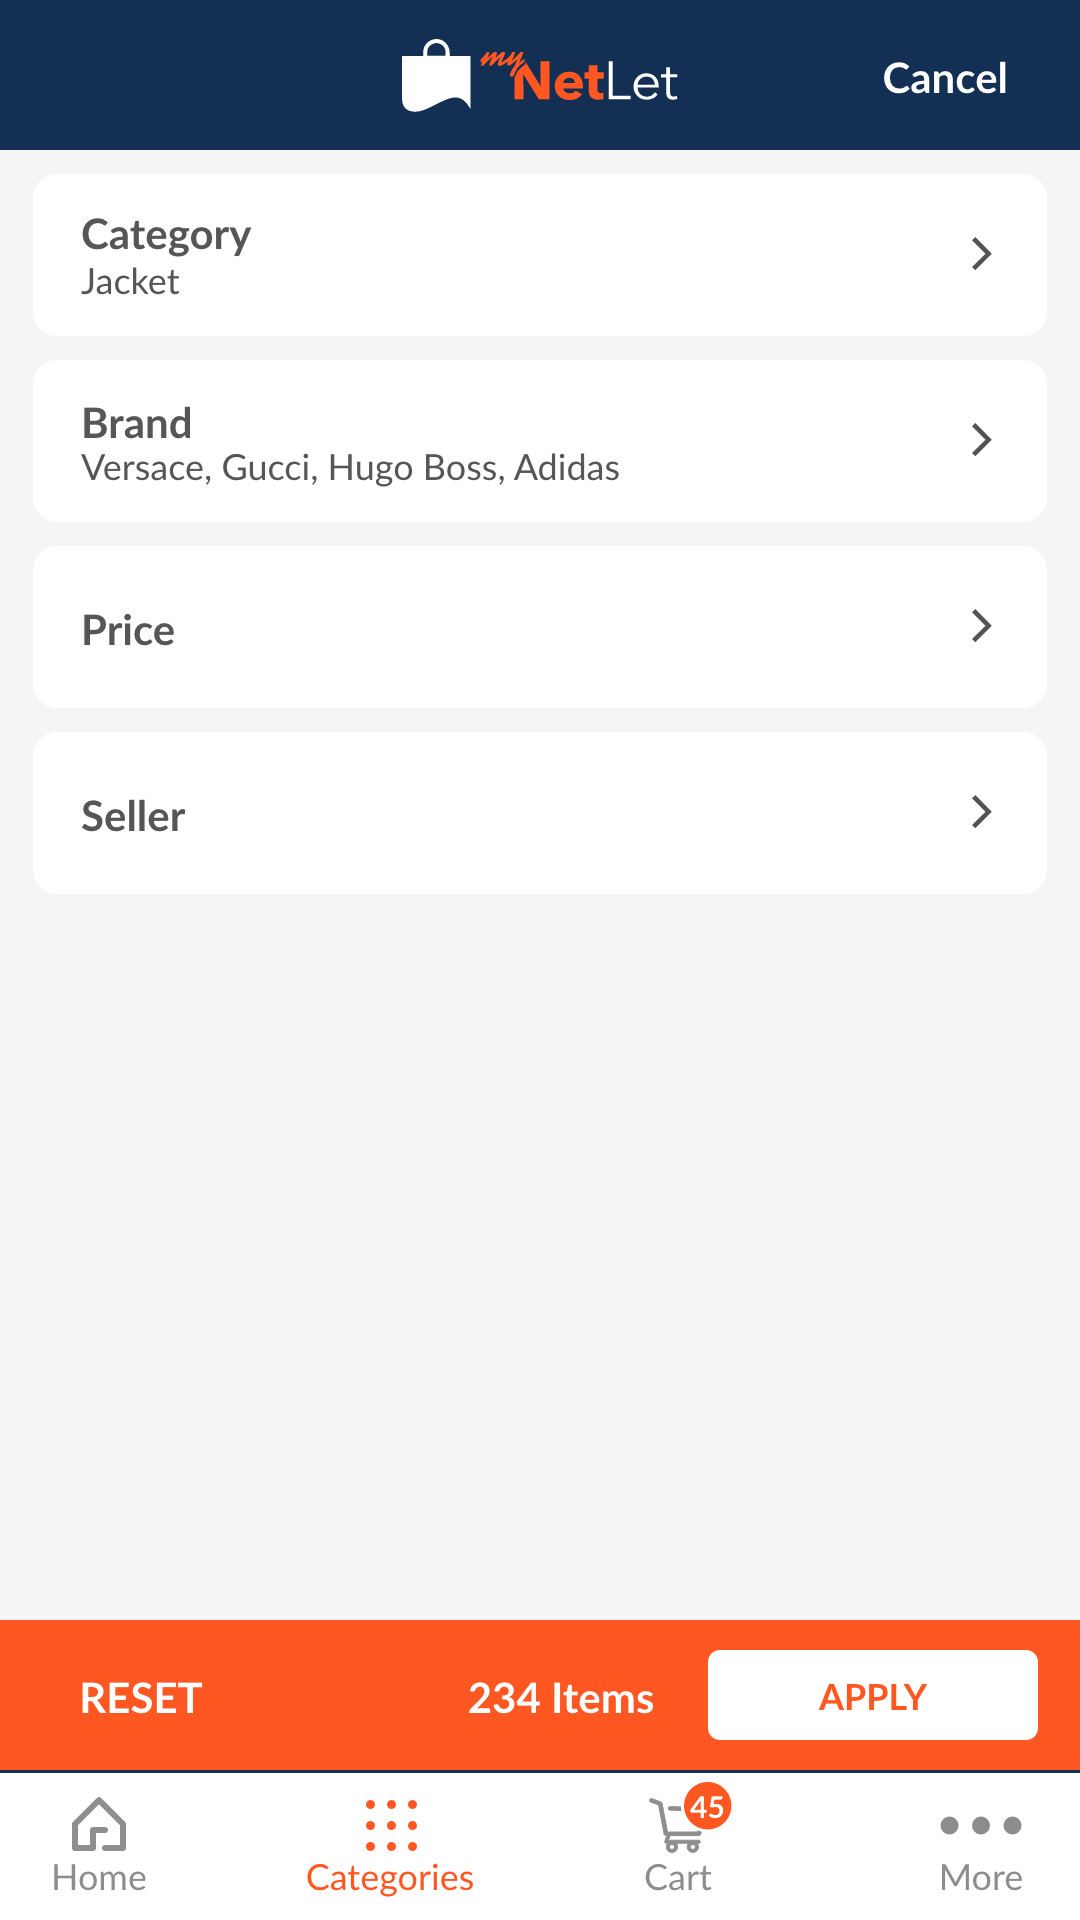 myNetLet
Cancel
Category
Jacket
Brand
Versace, Gucci, Hugo Boss, Adidas
Price
Seller
RESET
234 Items
APPLY
45
Home
Categories
Cart
More